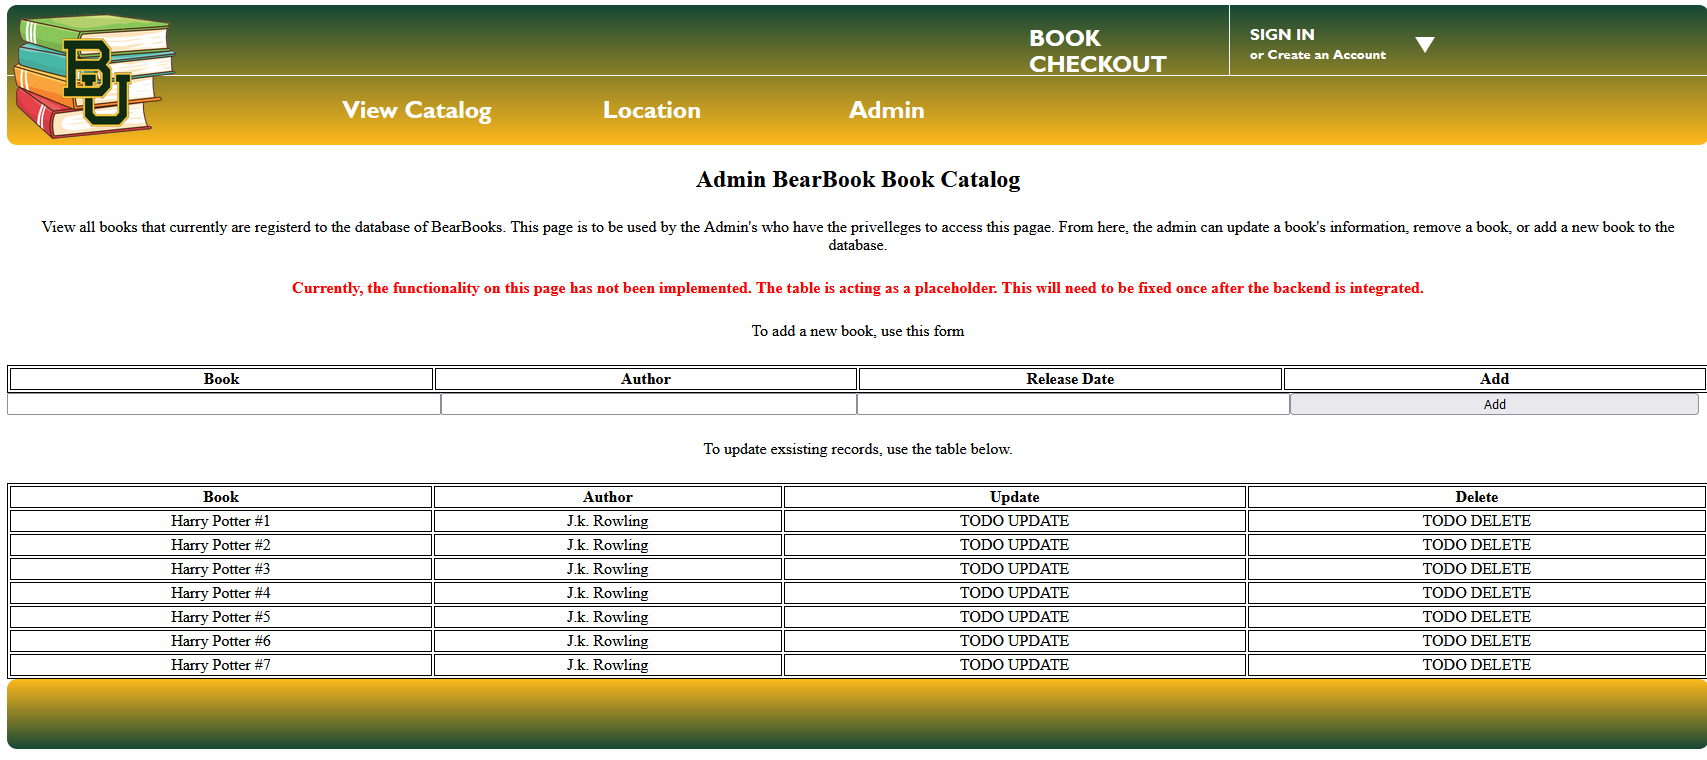 BU
BOOK
CHECKOUT
SIGN IN
or Create an Account
View Catalog
Location
Admin
Admin BearBook Book Catalog
View all books that currently are registerd to the database of BearBooks. This page is to be used by the Admin's who have the privelleges to access to this pagae. From here, the admin can update a book's information, remove a book, or add a new book to the
database.
Currently, the functionality on this page has not been implemented. The table is acting as a placeholder. This will need to be fixed once after the backend is integrated.
To add a new book, use this form
Book Author Release Date Add
Add
To update exsisting records, use the table below.
Book Author Update Delete
Harry Potter #1 J.k. Rowling TODO UPDATE TODO DELETE
Harry Potter #2 J.k. Rowling TODO UPDATE TODO DELETE
Harry Potter #3 J.k. Rowling TODO UPDATE TODO DELETE
Harry Potter #4 J.k. Rowling TODO UPDATE TODO DELETE
Harry Potter #5 J.k. Rowling TODO UPDATE TODO DELETE
Harry Potter #6 J.k. Rowling TODO UPDATE TODO DELETE
Harry Potter #7 J.k. Rowling TODO UPDATE TODO DELETE